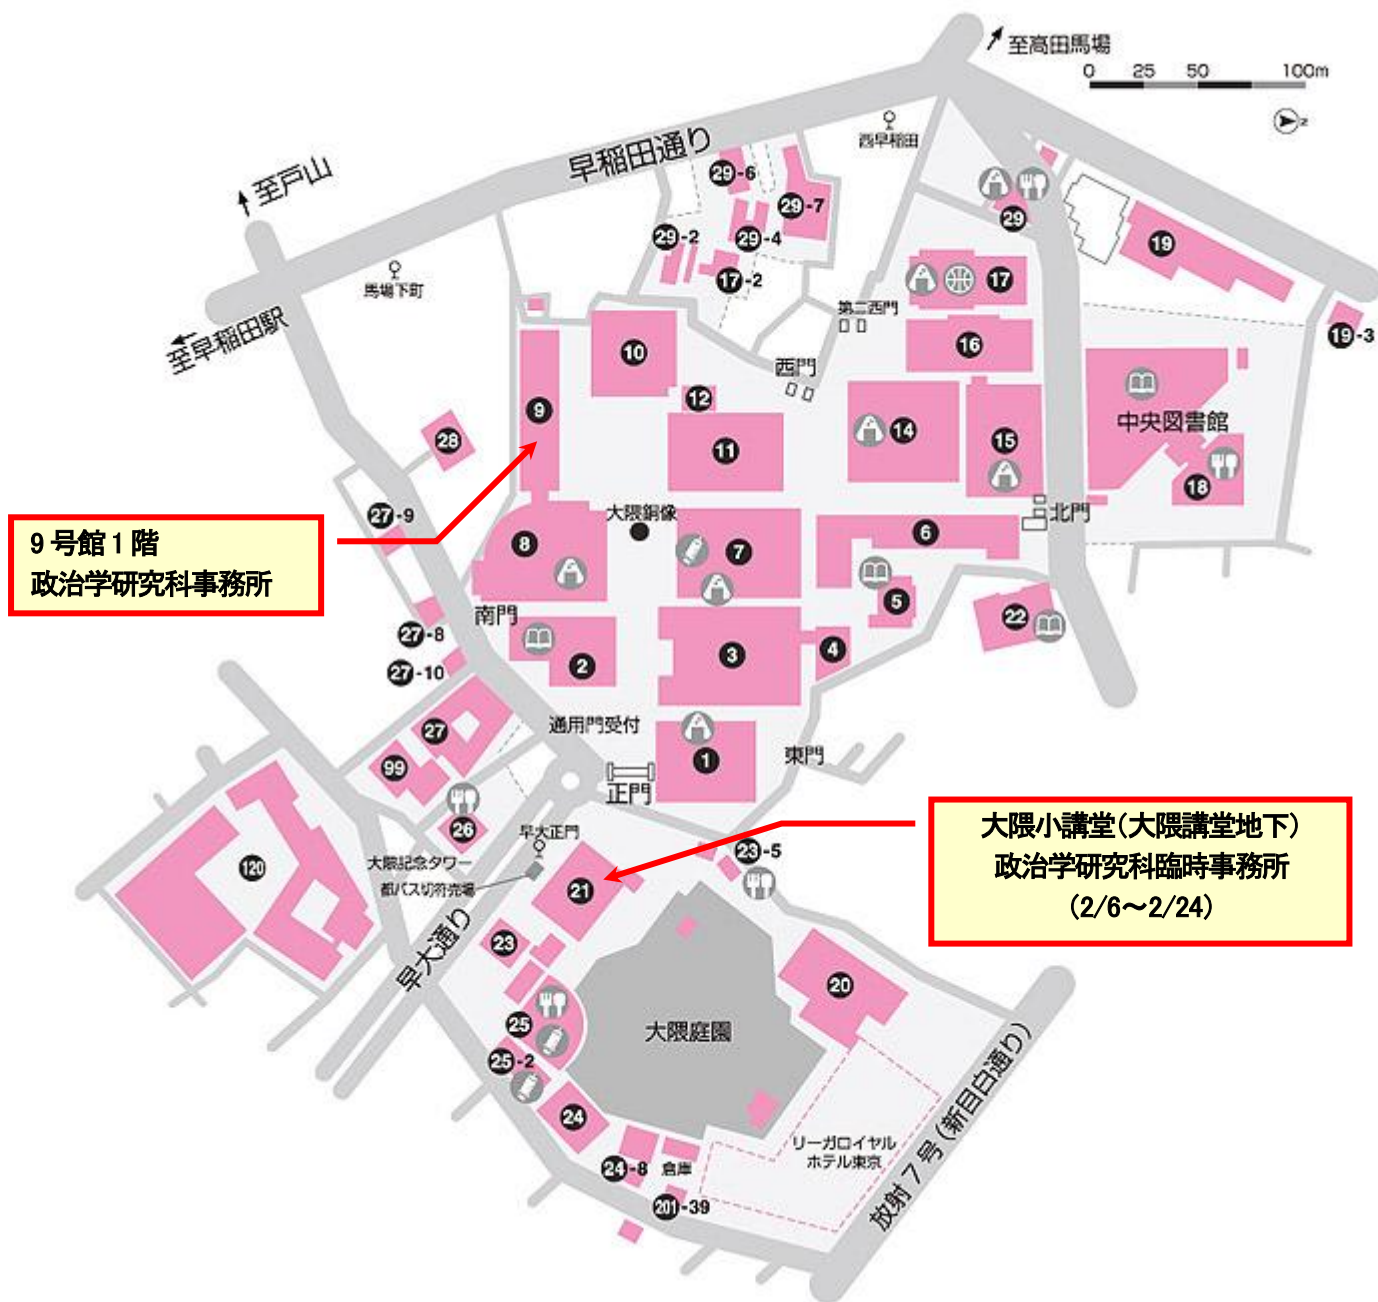 至高田馬場
0 25 50 100m
N
西早稲田
早稲田通り
至戸山
29-6
29-7
29
29-2
29-4
17-2
19
馬場下町
17
第二西門
19-3
至早稲田駅
16
10
西門
12
9
中央図書館
28
11
14
15
18
27-9
大隈銅像
北門
9号館1階
政治学研究科事務所
8
7
6
5
南門
22
27-8
27-10
2
3
4
27
通用門受付
1
東門
99
正門
26
早大正門
大隈記念タワー
都バス切符売場
23-5
大隈小講堂(大隈講堂地下)
政治学研究科臨時事務所
(2/6～2/24)
120
21
早大通り
23
20
25
大隈庭園
25-2
24
リーガロイヤル
ホテル東京
24-8
倉庫
201-39
放射7号(新目白通り)